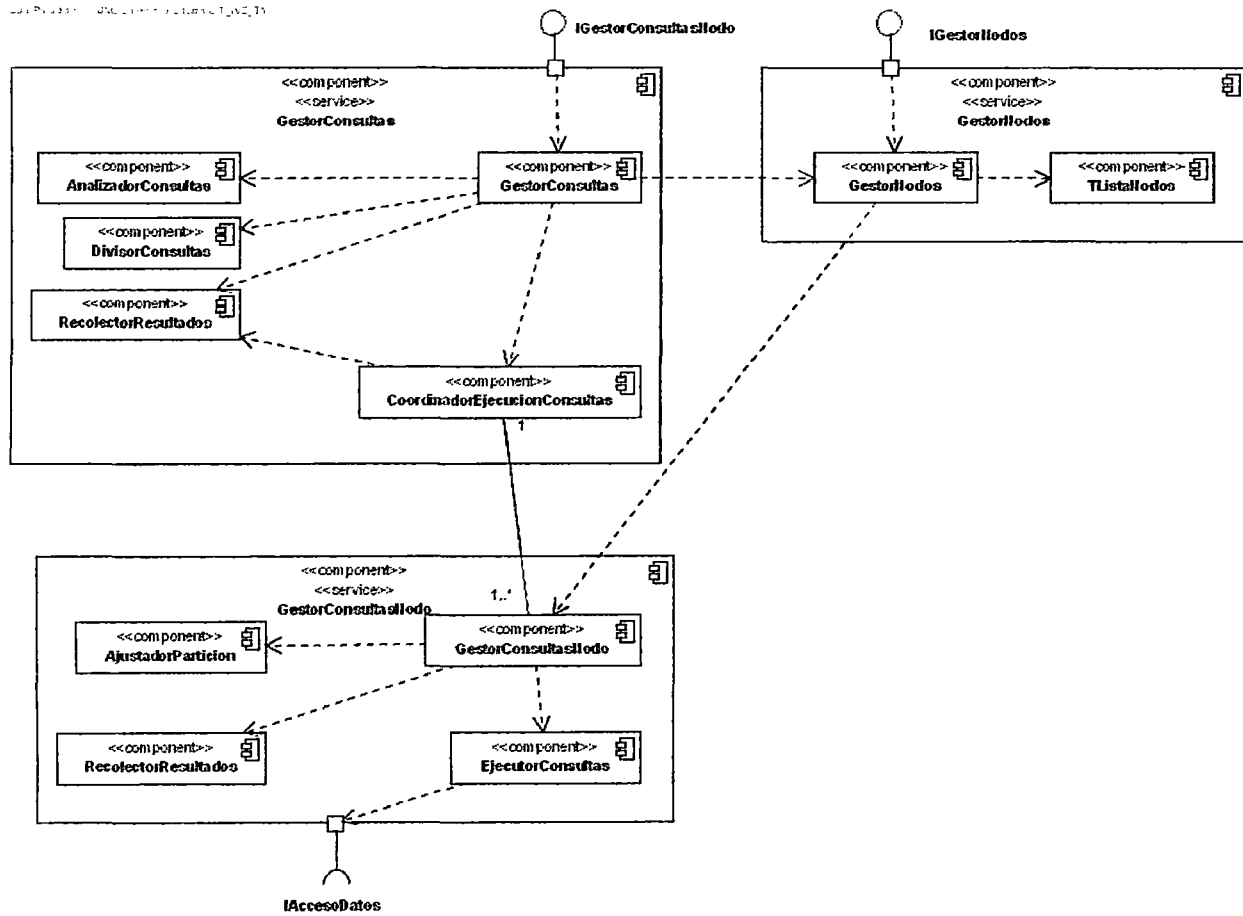 IGestorConsultasNodo
IGestorNodos
<<component>>
<<service>>
GestorConsultas
<<component>>
AnalizadorConsultas
<<component>>
GestorConsultas
<<component>>
DivisorConsultas
<<component>>
RecolectorResultados
<<component>>
CoordinadorEjecucionConsultas
1
<<component>>
<<service>>
GestorNodos
<<component>>
GestorNodos
<<component>>
TListaNodos
<<component>>
<<service>>
GestorConsultasNodo
1..*
<<component>>
AjustadorParticion
<<component>>
GestorConsultasNodo
<<component>>
RecolectorResultados
<<component>>
EjecutorConsultas
IAccesoDatos